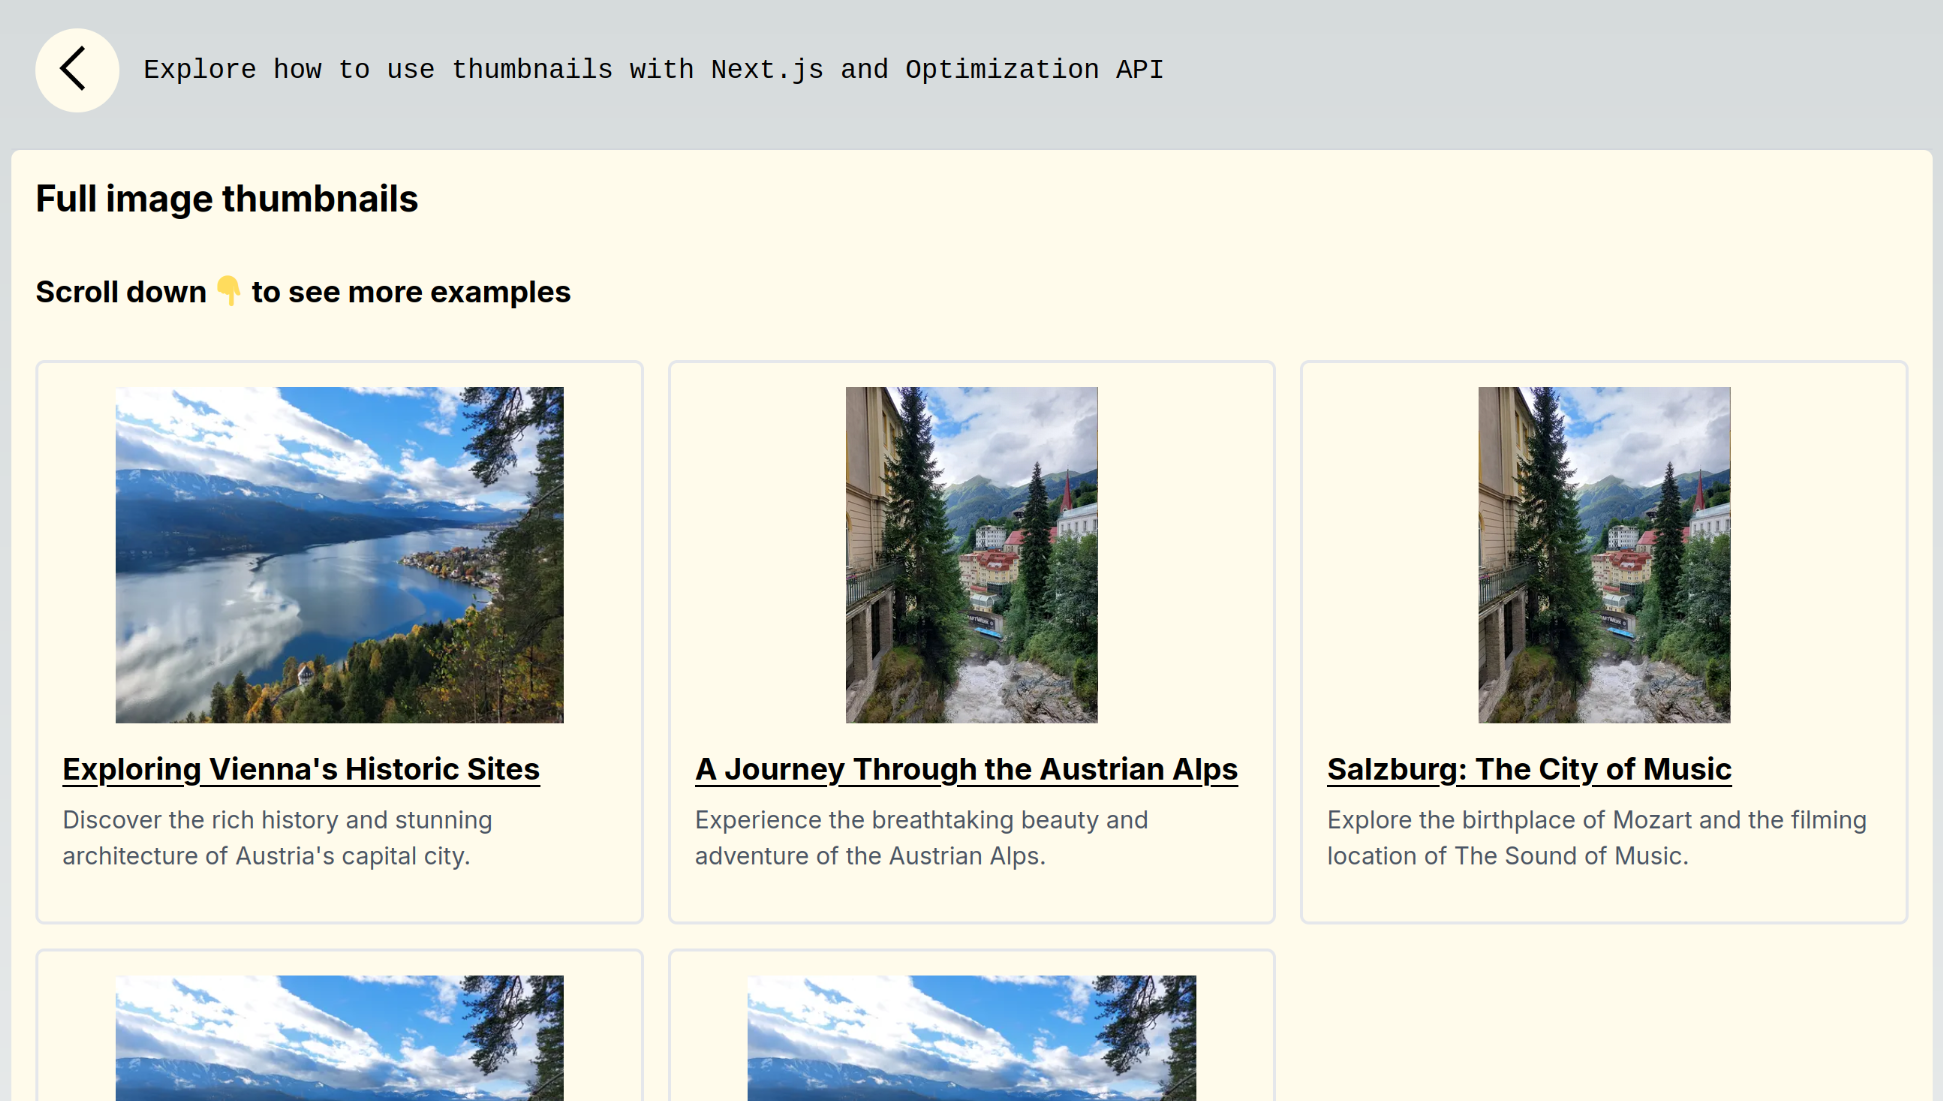 Explore how to use thumbnails with Next.js and Optimization API
Full image thumbnails
Scroll down 👇 to see more examples
Exploring Vienna's Historic Sites
Discover the rich history and stunning
architecture of Austria's capital city.
A Journey Through the Austrian Alps
Experience the breathtaking beauty and
adventure of the Austrian Alps.
Salzburg: The City of Music
Explore the birthplace of Mozart and the filming
location of The Sound of Music.